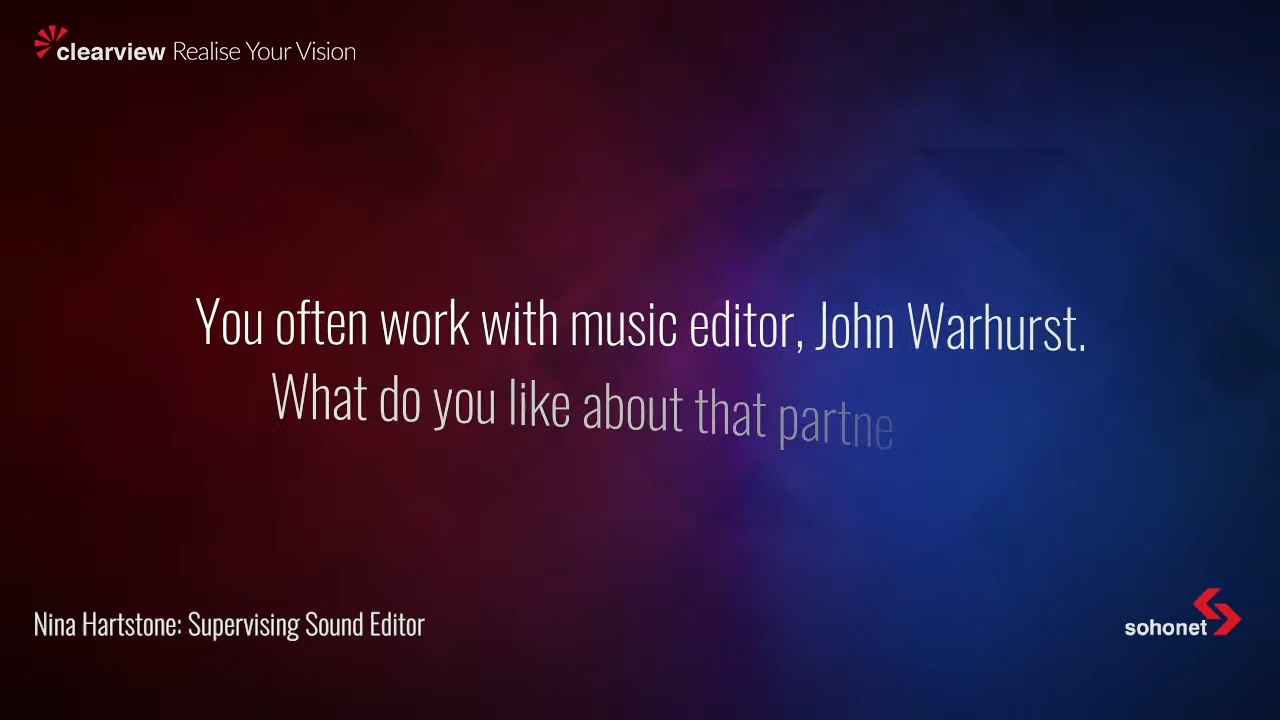 clearview Realise Your Vision
You often work with music editor, John Warhurst.
What do you like about that partne
Nina Hartstone: Supervising Sound Editor
sohonet